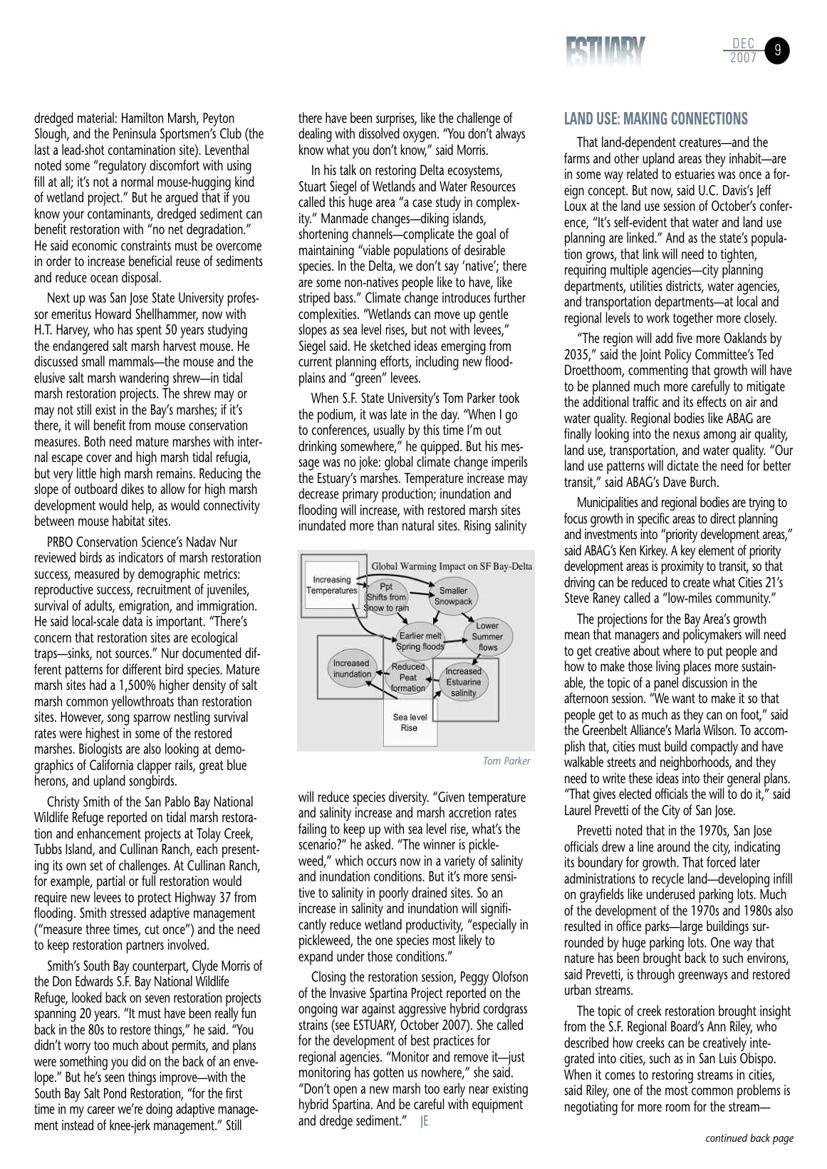 ESTUARY
DEC
2007
9
dredged material: Hamilton Marsh, Peyton
Slough, and the Peninsula Sportsmen's Club (the
last a lead-shot contamination site). Leventhal
noted some "regulatory discomfort with using
fill at all; it's not a normal mouse-hugging kind
of wetland project." But he argued that if you
know your contaminants, dredged sediment can
benefit restoration with "no net degradation."
He said economic constraints must be overcome
in order to increase beneficial reuse of sediments
and reduce ocean disposal.
Next up was San Jose State University profes-
sor emeritus Howard Shellhammer, now with
H.T. Harvey, who has spent 50 years studying
the endangered salt marsh harvest mouse. He
discussed small mammals—the mouse and the
elusive salt marsh wandering shrew—in tidal
marsh restoration projects. The shrew may or
may not still exist in the Bay's marshes; if it's
there, it will benefit from mouse conservation
measures. Both need mature marshes with inter-
nal escape cover and high marsh tidal refugia,
but very little high marsh remains. Reducing the
slope of outboard dikes to allow for high marsh
development would help, as would connectivity
between mouse habitat sites.
PRBO Conservation Science's Nadav Nur
reviewed birds as indicators of marsh restoration
success, measured by demographic metrics:
reproductive success, recruitment of juveniles,
survival of adults, emigration, and immigration.
He said local-scale data is important. "There's
concern that restoration sites are ecological
traps—sinks, not sources." Nur documented dif-
ferent patterns for different bird species. Mature
marsh sites had a 1,500% higher density of salt
marsh common yellowthroats than restoration
sites. However, song sparrow nestling survival
rates were highest in some of the restored
marshes. Biologists are also looking at demo-
graphics of California clapper rails, great blue
herons, and upland songbirds.
Christy Smith of the San Pablo Bay National
Wildlife Refuge reported on tidal marsh restora-
tion and enhancement projects at Tolay Creek,
Tubbs Island, and Cullinan Ranch, each present-
ing its own set of challenges. At Cullinan Ranch,
for example, partial or full restoration would
require new levees to protect Highway 37 from
flooding. Smith stressed adaptive management
("measure three times, cut once") and the need
to keep restoration partners involved.
Smith's South Bay counterpart, Clyde Morris of
the Don Edwards S.F. Bay National Wildlife
Refuge, looked back on seven restoration projects
spanning 20 years. "It must have been really fun
back in the 80s to restore things," he said. "You
didn't worry too much about permits, and plans
were something you did on the back of an enve-
lope." But he's seen things improve—with the
South Bay Salt Pond Restoration, "for the first
time in my career we're doing adaptive manage-
ment instead of knee-jerk management." Still
there have been surprises, like the challenge of
dealing with dissolved oxygen. "You don't always
know what you don't know," said Morris.
In his talk on restoring Delta ecosystems,
Stuart Siegel of Wetlands and Water Resources
called this huge area "a case study in complex-
ity." Manmade changes—diking islands,
shortening channels—complicate the goal of
maintaining "viable populations of desirable
species. In the Delta, we don't say 'native'; there
are some non-natives people like to have, like
striped bass." Climate change introduces further
complexities. "Wetlands can move up gentle
slopes as sea level rises, but not with levees,"
Siegel said. He sketched ideas emerging from
current planning efforts, including new flood-
plains and "green" levees.
When S.F. State University's Tom Parker took
the podium, it was late in the day. "When I go
to conferences, usually by this time I'm out
drinking somewhere," he quipped. But his mes-
sage was no joke: global climate change imperils
the Estuary's marshes. Temperature increase may
decrease primary production; inundation and
flooding will increase, with restored marsh sites
inundated more than natural sites. Rising salinity
Global Warming Impact on SF Bay-Delta
Increasing
Temperatures
Ppt
Shifts from
Snow to rain
Smaller
Snowpack
Earlier melt
Spring floods
Lower
Summer
flows
Increased
inundation
Reduced
Peat
formation
Increased
Estuarine
salinity
Sea level
Rise
Tom Parker
will reduce species diversity. "Given temperature
and salinity increase and marsh accretion rates
failing to keep up with sea level rise, what's the
scenario?" he asked. "The winner is pickle-
weed," which occurs now in a variety of salinity
and inundation conditions. But it's more sensi-
tive to salinity in poorly drained sites. So an
increase in salinity and inundation will signifi-
cantly reduce wetland productivity, "especially in
pickleweed, the one species most likely to
expand under those conditions."
Closing the restoration session, Peggy Olofson
of the Invasive Spartina Project reported on the
ongoing war against aggressive hybrid cordgrass
strains (see ESTUARY, October 2007). She called
for the development of best practices for
regional agencies. "Monitor and remove it—just
monitoring has gotten us nowhere," she said.
"Don't open a new marsh too early near existing
hybrid Spartina. And be careful with equipment
and dredge sediment." JE
LAND USE: MAKING CONNECTIONS
That land-dependent creatures—and the
farms and other upland areas they inhabit—are
in some way related to estuaries was once a for-
eign concept. But now, said U.C. Davis's Jeff
Loux at the land use session of October's confer-
ence, "It's self-evident that water and land use
planning are linked." And as the state's popula-
tion grows, that link will need to tighten,
requiring multiple agencies—city planning
departments, utilities districts, water agencies,
and transportation departments—at local and
regional levels to work together more closely.
"The region will add five more Oaklands by
2035," said the Joint Policy Committee's Ted
Droetthoom, commenting that growth will have
to be planned much more carefully to mitigate
the additional traffic and its effects on air and
water quality. Regional bodies like ABAG are
finally looking into the nexus among air quality,
land use, transportation, and water quality. "Our
land use patterns will dictate the need for better
transit," said ABAG's Dave Burch.
Municipalities and regional bodies are trying to
focus growth in specific areas to direct planning
and investments into "priority development areas,"
said ABAG's Ken Kirkey. A key element of priority
development areas is proximity to transit, so that
driving can be reduced to create what Cities 21's
Steve Raney called a "low-miles community."
The projections for the Bay Area's growth
mean that managers and policymakers will need
to get creative about where to put people and
how to make those living places more sustain-
able, the topic of a panel discussion in the
afternoon session. "We want to make it so that
people get to as much as they can on foot," said
the Greenbelt Alliance's Marla Wilson. To accom-
plish that, cities must build compactly and have
walkable streets and neighborhoods, and they
need to write these ideas into their general plans.
"That gives elected officials the will to do it," said
Laurel Prevetti of the City of San Jose.
Prevetti noted that in the 1970s, San Jose
officials drew a line around the city, indicating
its boundary for growth. That forced later
administrations to recycle land—developing infill
on grayfields like underused parking lots. Much
of the development of the 1970s and 1980s also
resulted in office parks—large buildings sur-
rounded by huge parking lots. One way that
nature has been brought back to such environs,
said Prevetti, is through greenways and restored
urban streams.
The topic of creek restoration brought insight
from the S.F. Regional Board's Ann Riley, who
described how creeks can be creatively inte-
grated into cities, such as in San Luis Obispo.
When it comes to restoring streams in cities,
said Riley, one of the most common problems is
negotiating for more room for the stream—
continued back page